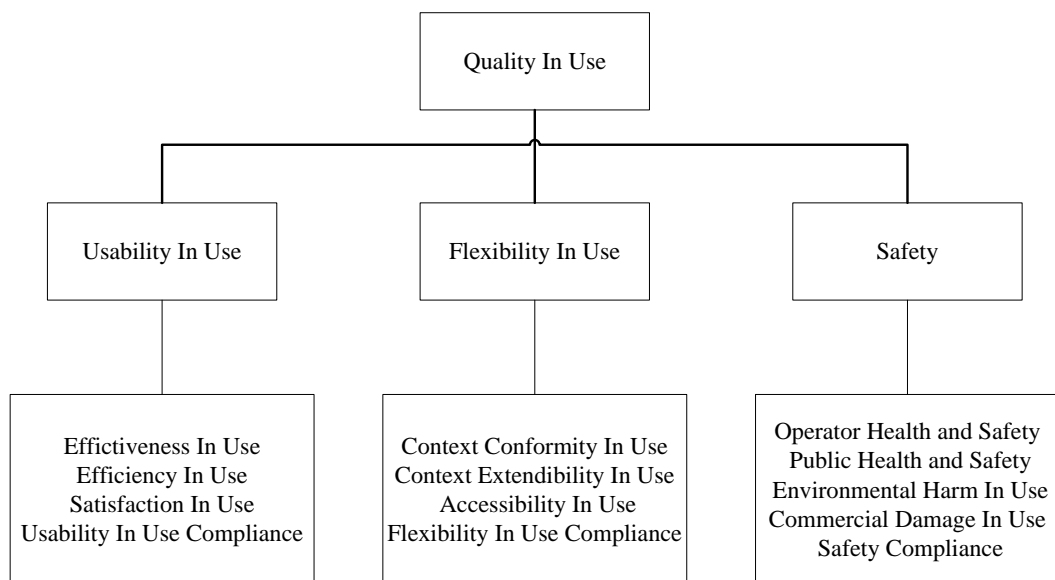 Quality In Use
Usability In Use
Flexibility In Use
Safety
Effictiveness In Use
Efficiency In Use
Satisfaction In Use
Usability In Use Compliance
Context Conformity In Use
Context Extendibility In Use
Accessibility In Use
Flexibility In Use Compliance
Operator Health and Safety
Public Health and Safety
Environmental Harm In Use
Commercial Damage In Use
Safety Compliance